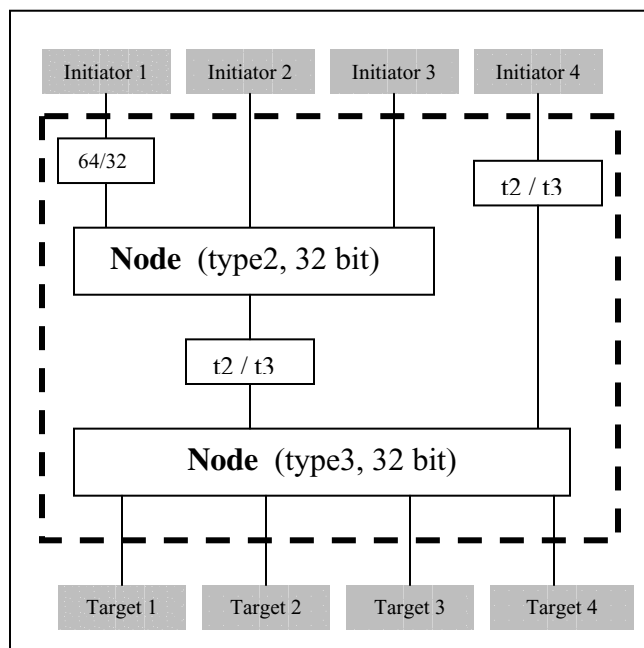 Initiator 1
Initiator 2
Initiator 3
Initiator 4
64/32
t2 / t3
Node (type2, 32 bit)
t2 / t3
Node (type3, 32 bit)
Target 1
Target 2
Target 3
Target 4